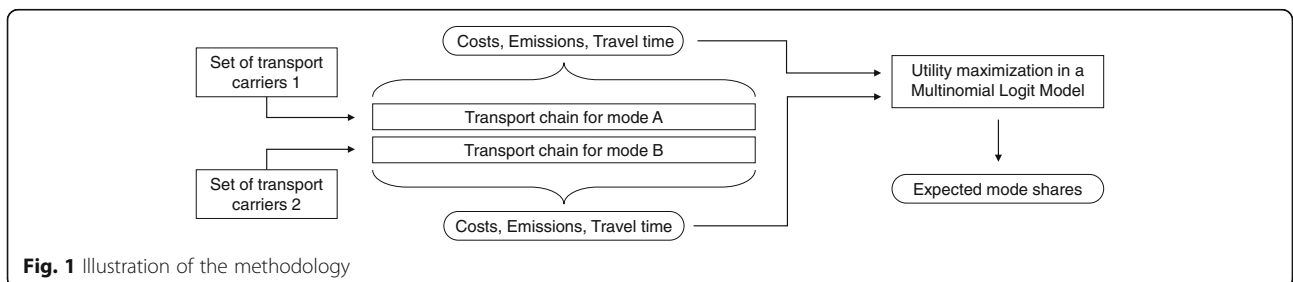 Costs, Emissions, Travel time
Set of transport
carriers 1
Utility maximization in a
Multinomial Logit Model
Transport chain for mode A
Transport chain for mode B
Set of transport
carriers 2
Expected mode shares
Costs, Emissions, Travel time
Fig. 1 Illustration of the methodology